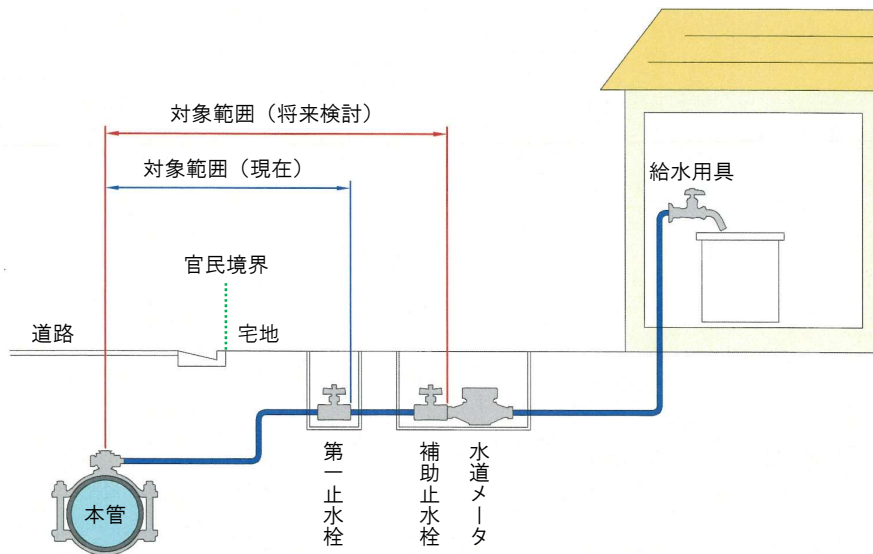 対象範囲（将来検討）
対象範囲（現在）
給水用具
官民境界
道路
宅地
第一止水栓
補助止水栓
水道メータ
本管